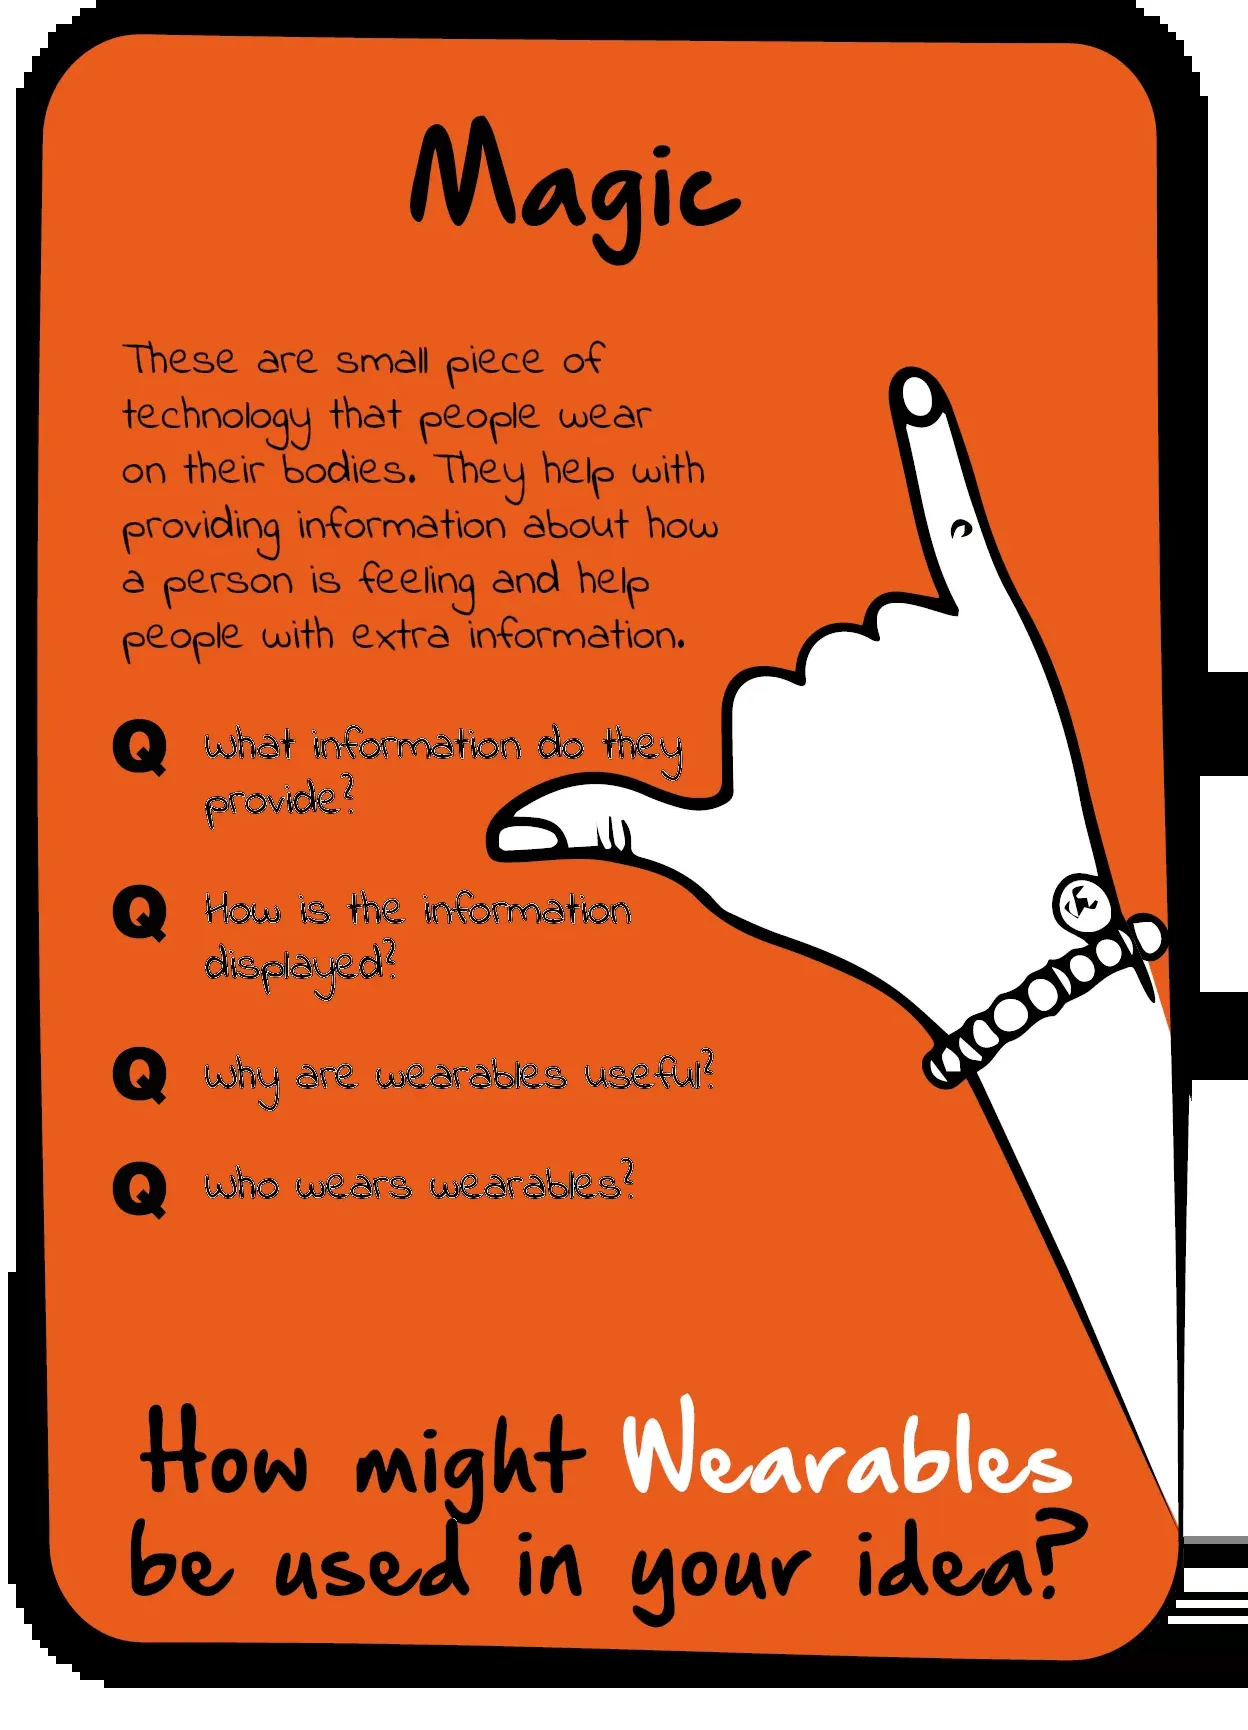 Magic
These are small piece of
technology that people wear
on their bodies. They help with
providing information about how
a person is feeling and help
people with extra information.
Q What information do they
provide?
Q How is the information
displayed?
Q Why are wearables useful?
Q Who wears wearables?
How might Wearables
be used in your idea?